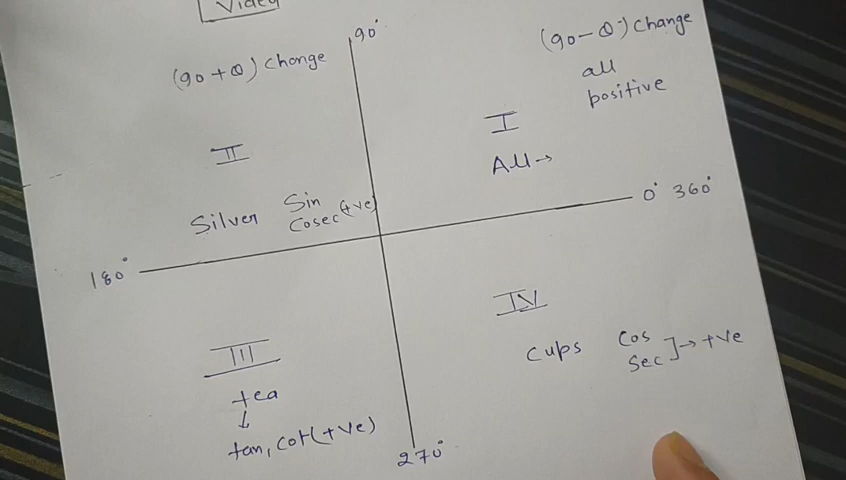 Video
90°
(90-θ°) Change
all
positive
(90+θ) Change
I
All→
II
Silver Sin
Cosec (+ve)
0° 360°
180°
III
tea
↓
tan, cot (+ve)
IV
Cups Cos
Sec ]→+ve
270°